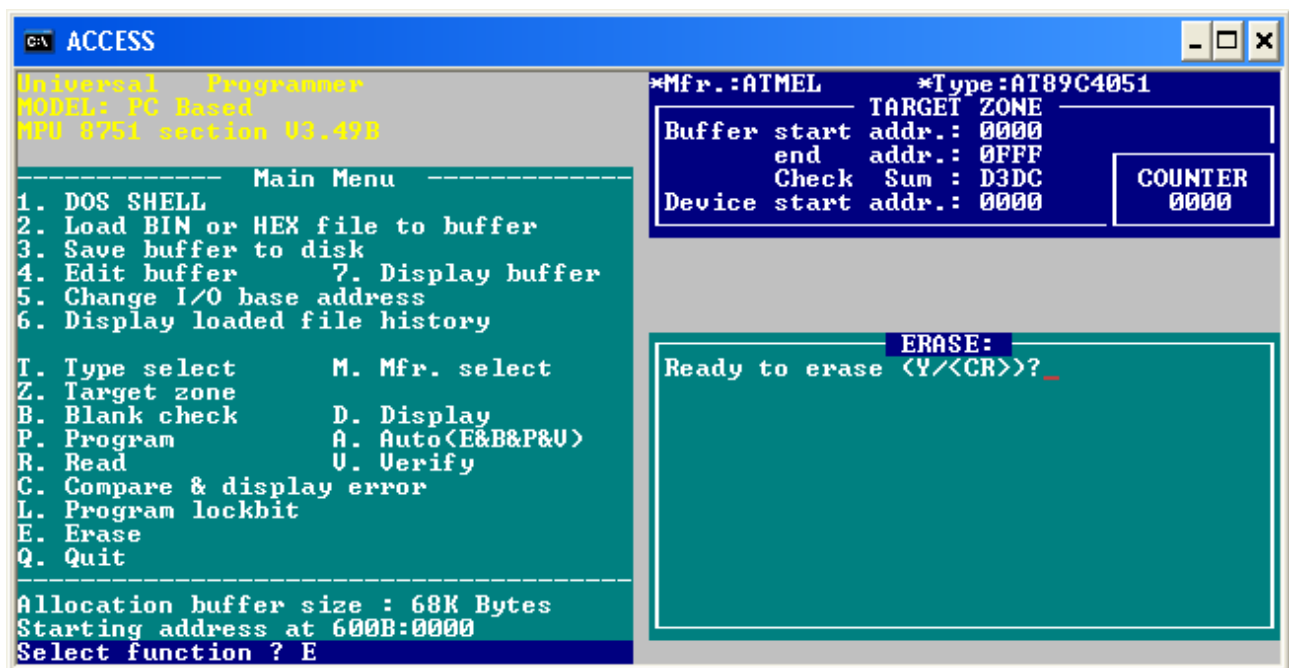 ACCESS
Universal Programmer
MODEL: PC Based
MPU 8751 section V3.49B
Main Menu
1. DOS SHELL
2. Load BIN or HEX file to buffer
3. Save buffer to disk
4. Edit buffer 7. Display buffer
5. Change I/O base address
6. Display loaded file history
T. Type select M. Mfr. select
Z. Target zone
B. Blank check D. Display
P. Program A. Auto(E&B&P&V)
R. Read V. Verify
C. Compare & display error
L. Program lockbit
E. Erase
Q. Quit
Allocation buffer size : 68K Bytes
Starting address at 600B:0000
Select function ? E
*Mfr.:ATMEL *Type:AT89C4051
TARGET ZONE
Buffer start addr.: 0000
end addr.: 0FFF
Check Sum : D3DC
Device start addr.: 0000
COUNTER
0000
ERASE:
Ready to erase (Y/<CR>)?_